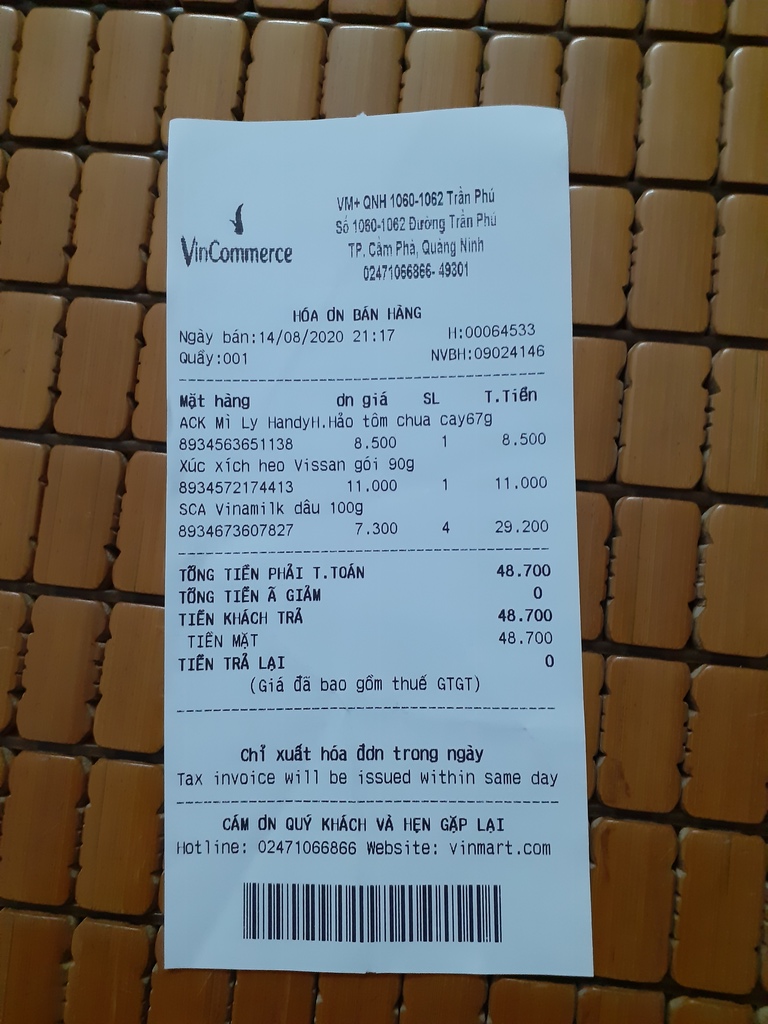 VinCommerce
VM+ QNH 1060-1062 Trần Phú
Số 1060-1062 Đường Trần Phú
TP. Cẩm Phả, Quảng Ninh
02471066866- 49301
HÓA ƠN BÁN HÀNG
Ngày bán:14/08/2020 21:17 H:00064533
Quầy:001 NVBH:09024146
Mặt hàng ơn giá SL T.Tiền
ACK Mì Ly HandyH.Hảo tôm chua cay67g
8934563651138 8.500 1 8.500
Xúc xích heo Vissan gói 90g
8934572174413 11.000 1 11.000
SCA Vinamilk dâu 100g
8934673607827 7.300 4 29.200
TỔNG TIỀN PHẢI T.TOÁN 48.700
TỔNG TIỀN Ã GIẢM 0
TIỀN KHÁCH TRẢ 48.700
TIỀN MẶT 48.700
TIỀN TRẢ LẠI 0
(Giá đã bao gồm thuế GTGT)
Chỉ xuất hóa đơn trong ngày
Tax invoice will be issued within same day
CÁM ƠN QUÝ KHÁCH VÀ HẸN GẶP LẠI
Hotline: 02471066866 Website: vinmart.com